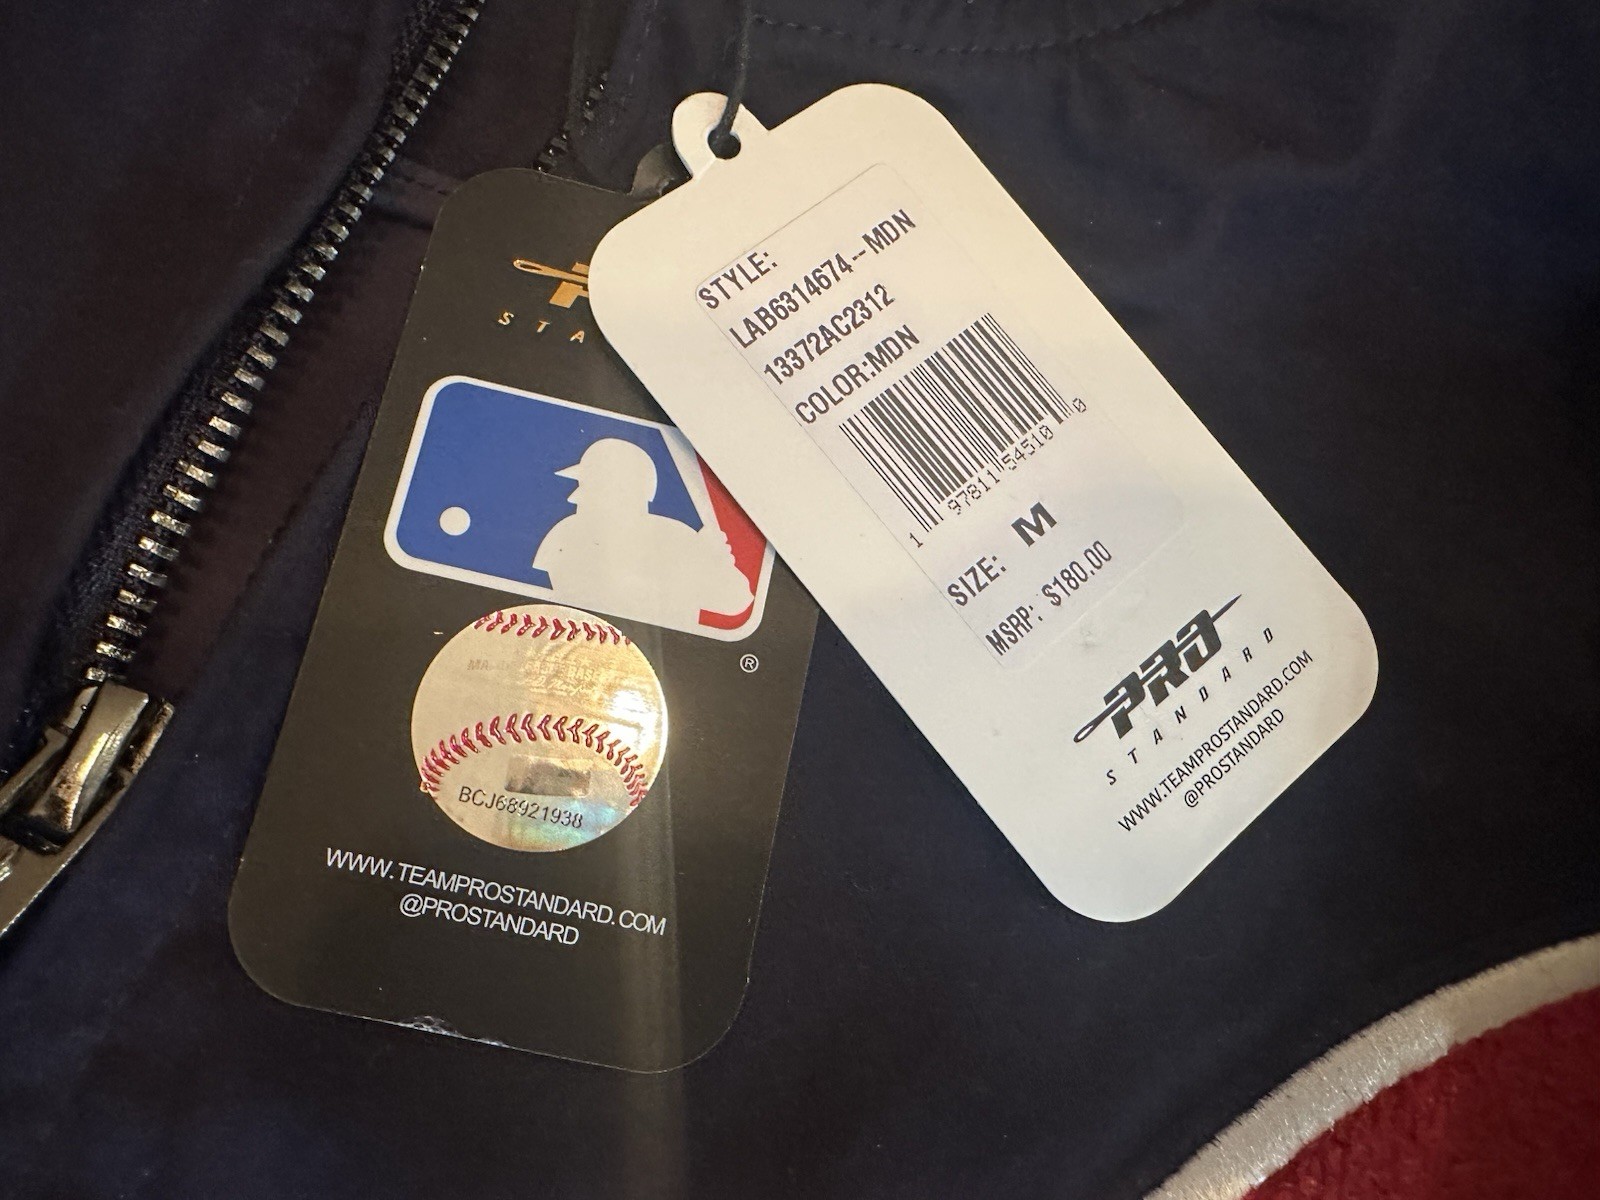 STYLE:
LAB6314674--MDN
13372AC2312
COLOR:MDN
1 97811 54510 0
SIZE: M
MSRP: $180.00
PRO
STANDARD
WWW.TEAMPROSTANDARD.COM
@PROSTANDARD
STA
®
BCJ68921938
WWW.TEAMPROSTANDARD.COM
@PROSTANDARD